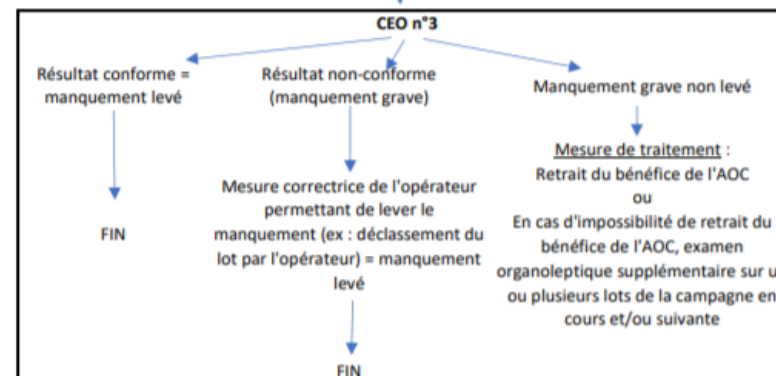 CEO n°3
Résultat conforme =
manquement levé
FIN
Résultat non-conforme
(manquement grave)
Mesure correctrice de l'opérateur
permettant de lever le
manquement (ex : déclassement du
lot par l'opérateur) = manquement
levé
FIN
Manquement grave non levé
Mesure de traitement :
Retrait du bénéfice de l'AOC
ou
En cas d'impossibilité de retrait du
bénéfice de l'AOC, examen
organoleptique supplémentaire sur u
ou plusieurs lots de la campagne en
cours et/ou suivante